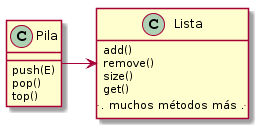 C Pila
push(E)
pop()
top()
C Lista
add()
remove()
size()
get()
.. muchos métodos más ..